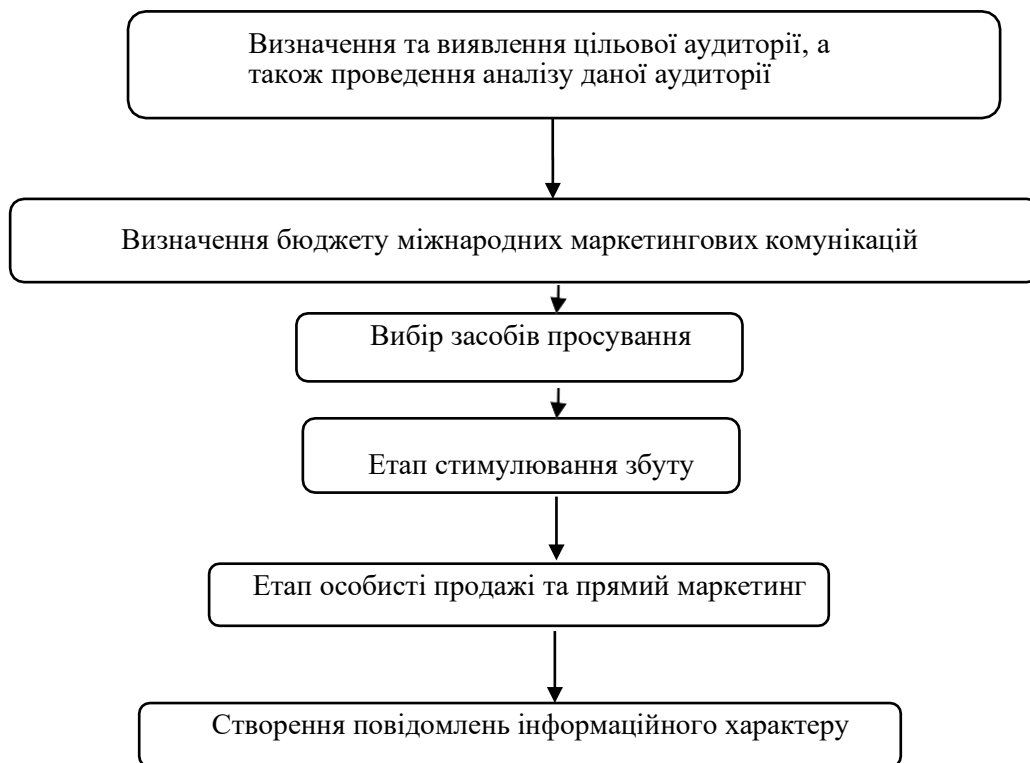 Визначення та виявлення цільової аудиторії, а
також проведення аналізу даної аудиторії
Визначення бюджету міжнародних маркетингових комунікацій
Вибір засобів просування
Етап стимулювання збуту
Етап особисті продажі та прямий маркетинг
Створення повідомлень інформаційного характеру